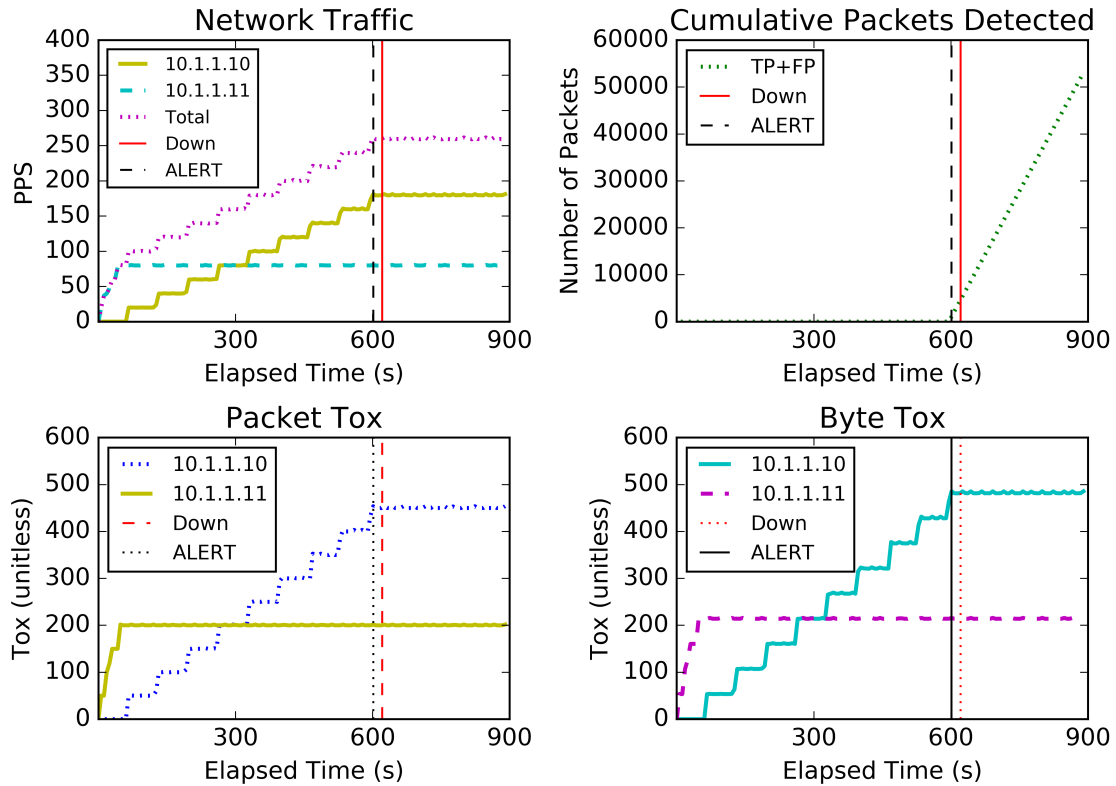 Network Traffic
400
350
300
250
200
150
100
50
0
PPS
10.1.1.10
10.1.1.11
Total
Down
ALERT
300
600
900
Elapsed Time (s)
Cumulative Packets Detected
60000
50000
40000
30000
20000
10000
0
Number of Packets
TP+FP
Down
ALERT
300
600
900
Elapsed Time (s)
Packet Tox
600
500
400
300
200
100
0
Tox (unitless)
10.1.1.10
10.1.1.11
Down
ALERT
300
600
900
Elapsed Time (s)
Byte Tox
600
500
400
300
200
100
0
Tox (unitless)
10.1.1.10
10.1.1.11
Down
ALERT
300
600
900
Elapsed Time (s)